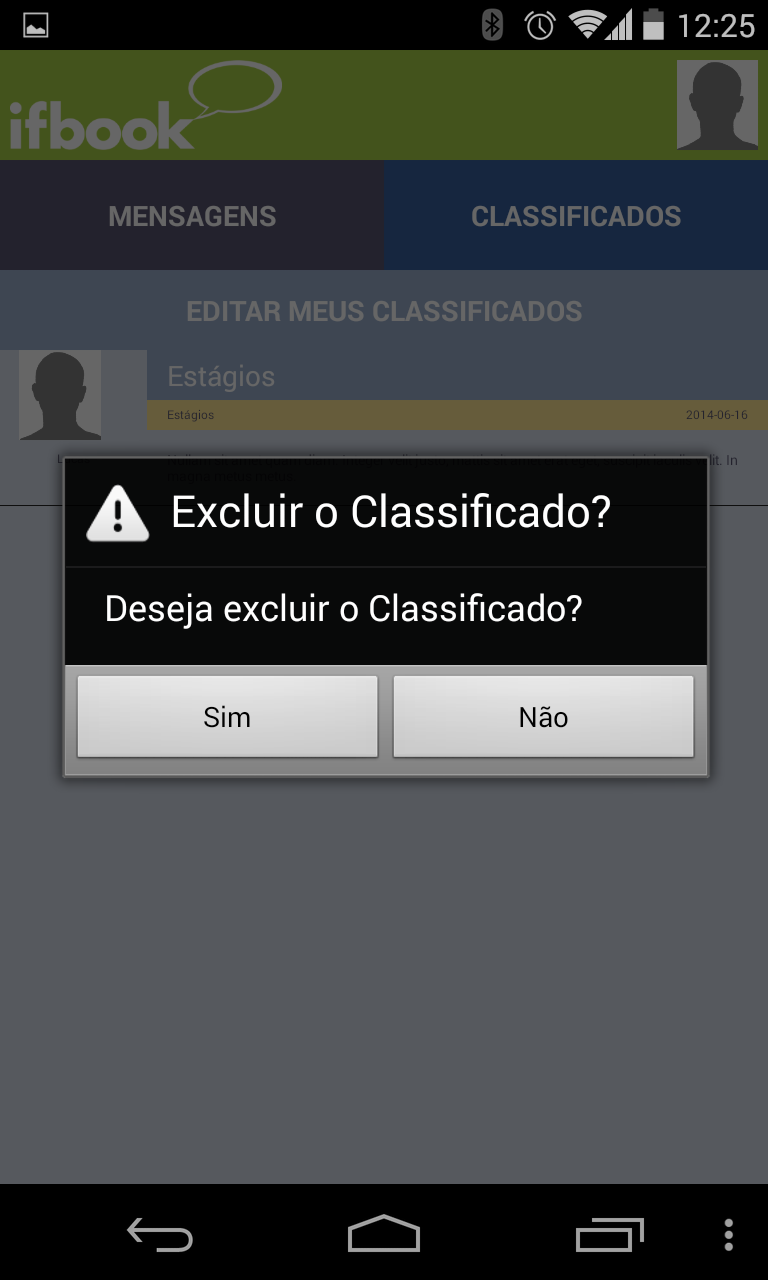 12:25
ifbook
MENSAGENS
CLASSIFICADOS
EDITAR MEUS CLASSIFICADOS
Estágios
Estágios
2014-06-16
In
Excluir o Classificado?
Deseja excluir o Classificado?
Sim
Não